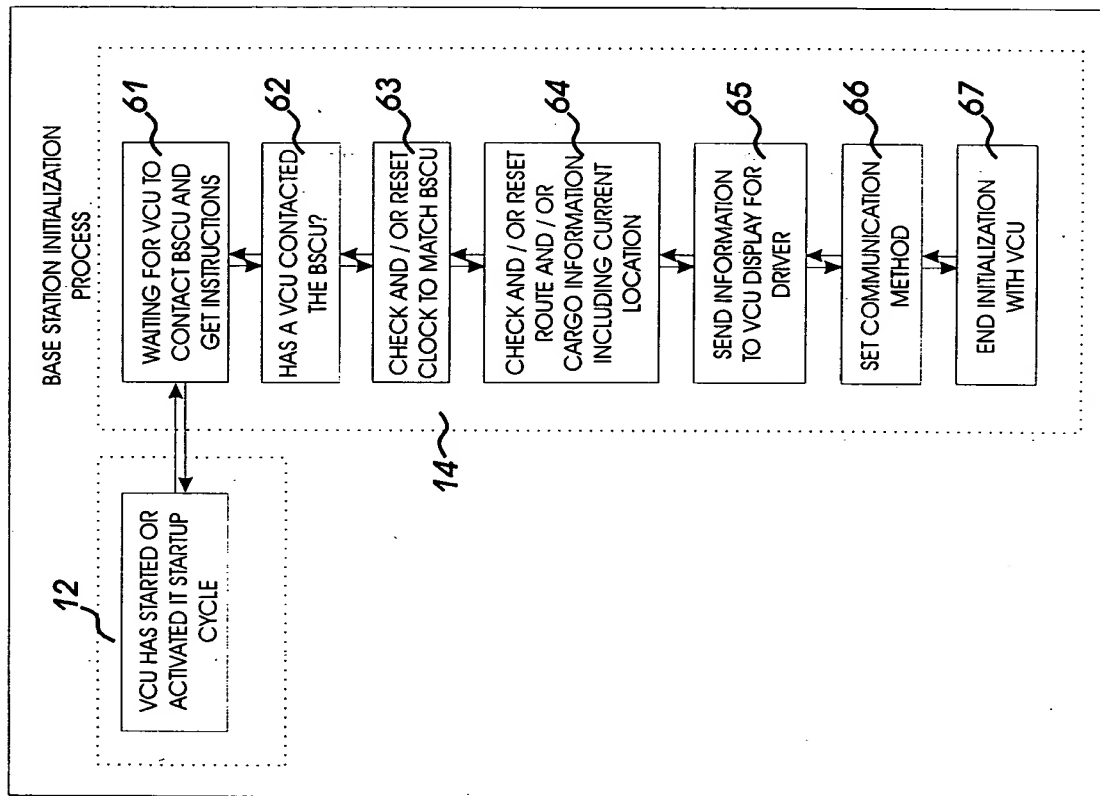 BASE STATION INITIALIZATION
PROCESS
12
VCU HAS STARTED OR
ACTIVATED IT STARTUP
CYCLE
14
61
WAITING FOR VCU TO
CONTACT BSCU AND
GET INSTRUCTIONS
62
HAS A VCU CONTACTED
THE BSCU?
63
CHECK AND / OR RESET
CLOCK TO MATCH BSCU
64
CHECK AND / OR RESET
ROUTE AND / OR
CARGO INFORMATION
INCLUDING CURRENT
LOCATION
65
SEND INFORMATION
TO VCU DISPLAY FOR
DRIVER
66
SET COMMUNICATION
METHOD
67
END INITIALIZATION
WITH VCU